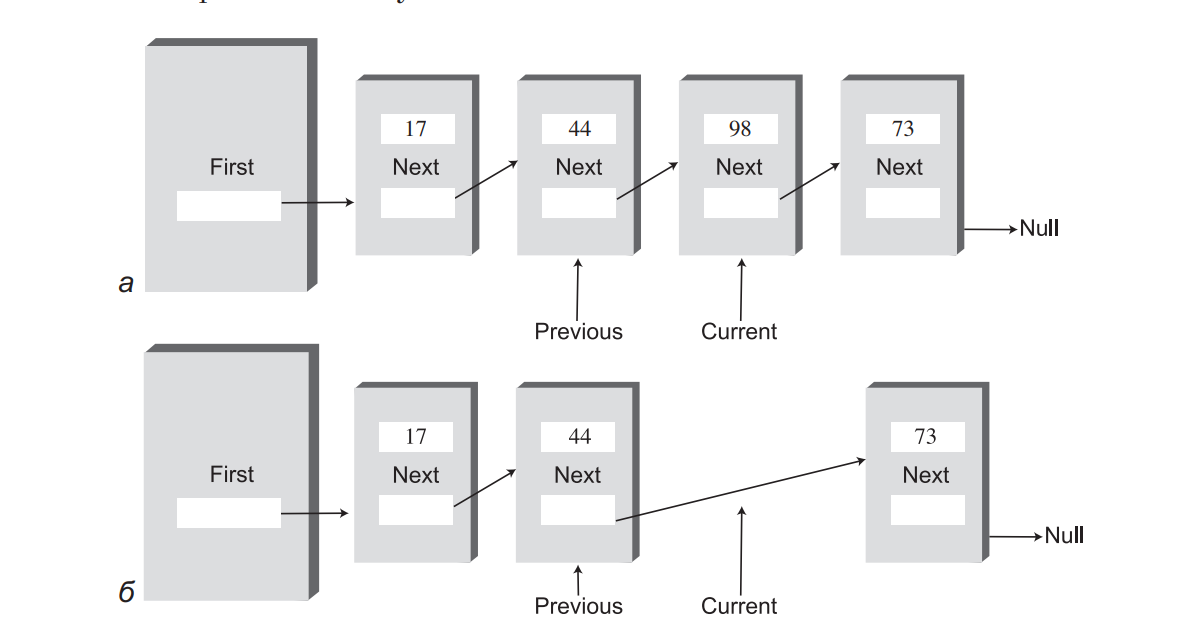 17 44 98 73
First Next Next Next Next
Null
а
Previous Current
17 44 73
First Next Next Next
Null
б
Previous Current